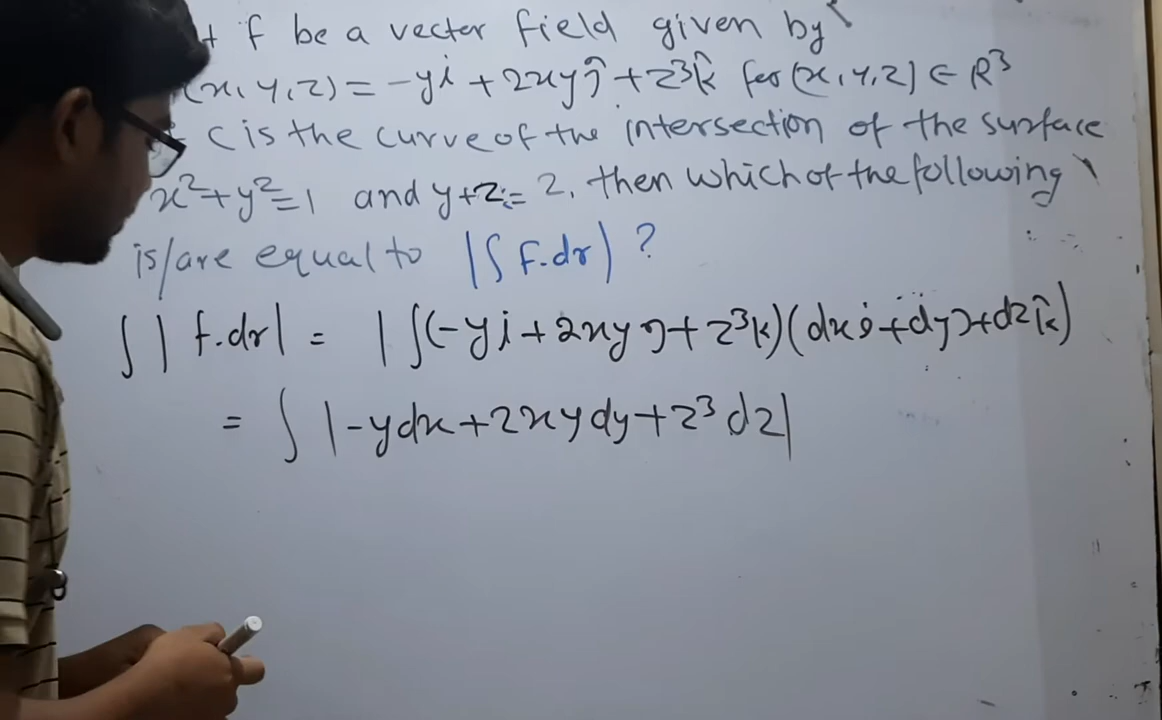 t f be a vector field given by
(x, y, z) = -yi + 2xyĵ + z³k̂ for (x, y, z) ∈ R³
C is the curve of the intersection of the surface
x² + y² = 1 and y + z = 2, then which of the following
is/are equal to |∫ F.dr| ?
∫ | f.dr | = | ∫(-yi + 2xyj + z³k)(dxi + dyj + dzk̂)
= ∫ |-ydx + 2xydy + z³dz|